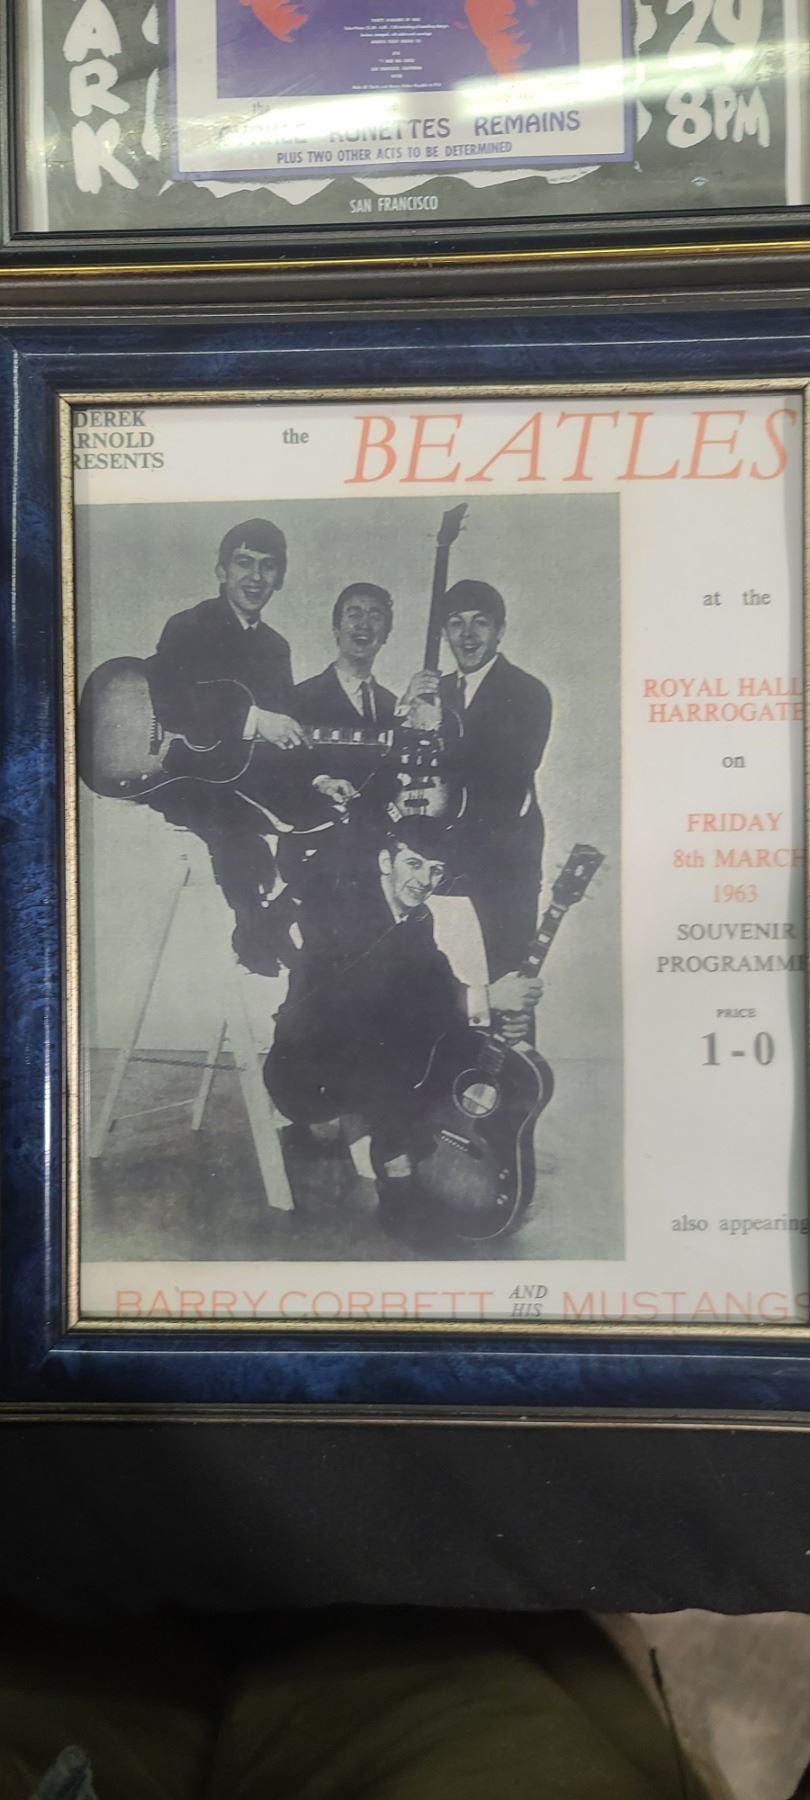 ARK
29
8PM
RONETTES REMAINS
PLUS TWO OTHER ACTS TO BE DETERMINED
SAN FRANCISCO
DEREK
RNOLD
RESENTS
the BEATLES
at the
ROYAL HALL
HARROGATE
on
FRIDAY
8th MARCH
1963
SOUVENIR
PROGRAMME
PRICE
1-0
also appearing
BARRY CORBETT AND HIS MUSTANGS